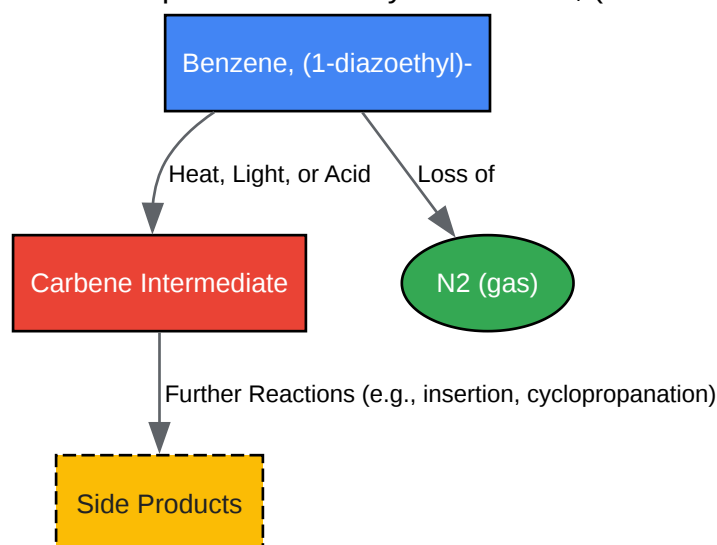 Benzene, (1-diazoethyl)-
Heat, Light, or Acid
Loss of
Carbene Intermediate
N2 (gas)
Further Reactions (e.g., insertion, cyclopropanation)
Side Products